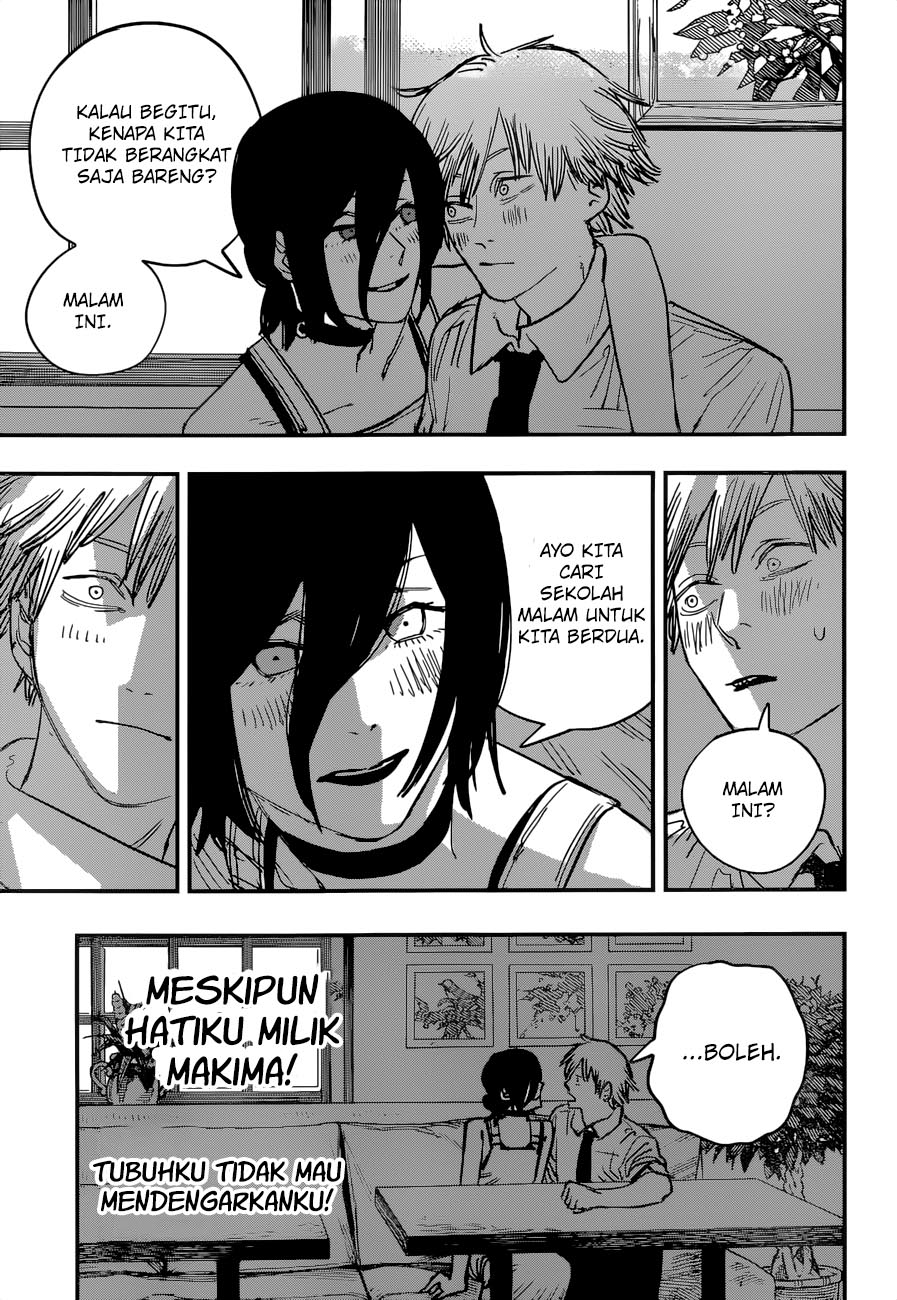 KALAU BEGITU,
KENAPA KITA
TIDAK BERANGKAT
SAJA BARENG?
MALAM
INI.
AYO KITA
CARI
SEKOLAH
MALAM UNTUK
KITA BERDUA.
MALAM
INI?
MESKIPUN
HATIKU MILIK
MAKIMA!
...BOLEH.
TUBUHKU TIDAK MAU
MENDENGARKANKU!